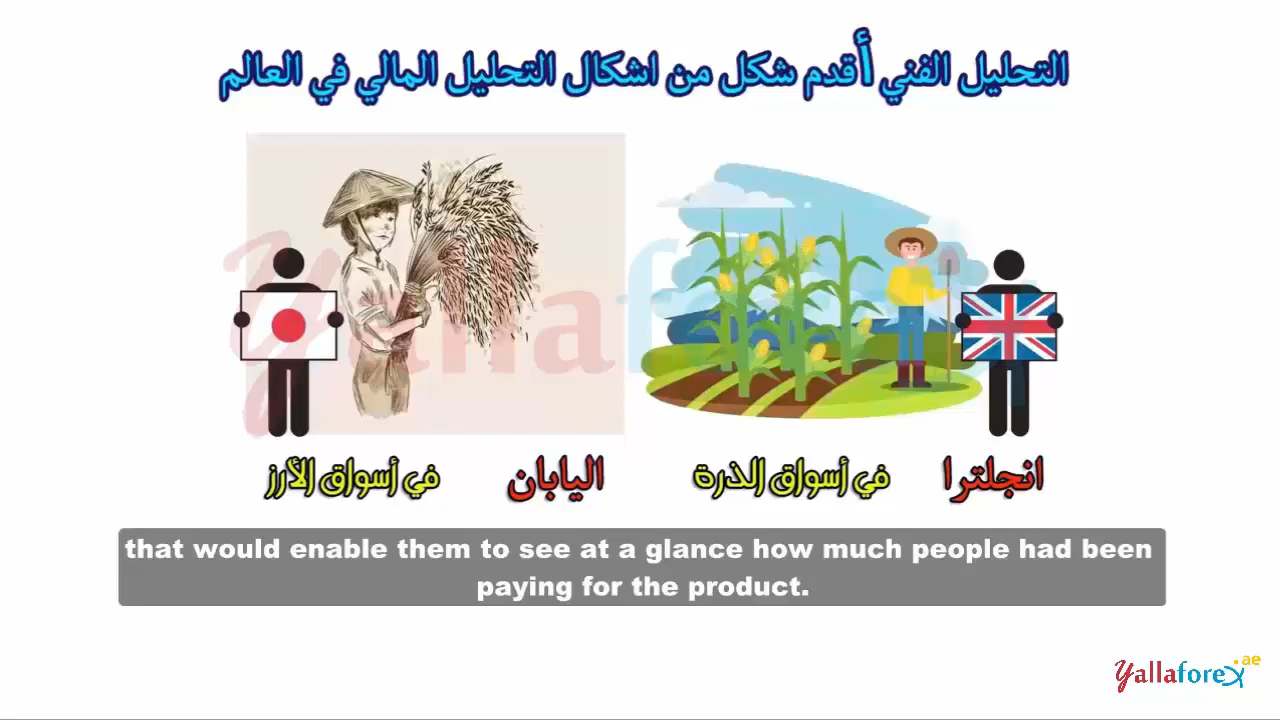 التحليل الفني أقدم شكل من اشكال التحليل المالي في العالم
انجلترا في أسواق الذرة اليابان في أسواق الأرز
that would enable them to see at a glance how much people had been
paying for the product.
Yallaforex.ae